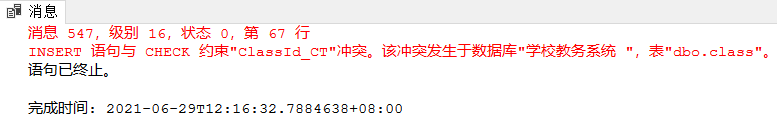 消息
消息 547，级别 16，状态 0，第 67 行
INSERT 语句与 CHECK 约束"ClassId_CT"冲突。该冲突发生于数据库"学校教务系统 "，表"dbo.class"。
语句已终止。
完成时间: 2021-06-29T12:16:32.7884638+08:00